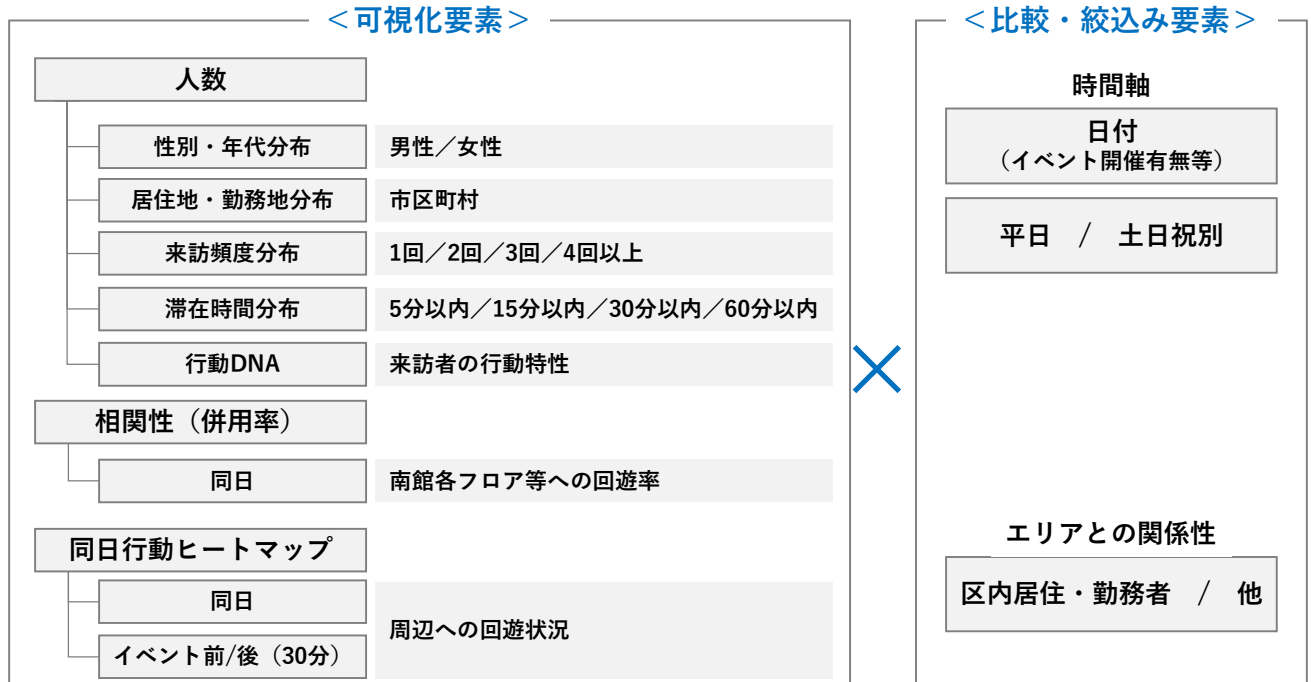 ＜可視化要素＞
人数
性別・年代分布
男性／女性
居住地・勤務地分布
市区町村
来訪頻度分布
1回／2回／3回／4回以上
滞在時間分布
5分以内／15分以内／30分以内／60分以内
行動DNA
来訪者の行動特性
相関性（併用率）
同日
南館各フロア等への回遊率
同日行動ヒートマップ
同日
イベント前/後（30分）
周辺への回遊状況
×
＜比較・絞込み要素＞
時間軸
日付
（イベント開催有無等）
平日　/　土日祝別
エリアとの関係性
区内居住・勤務者　/　他